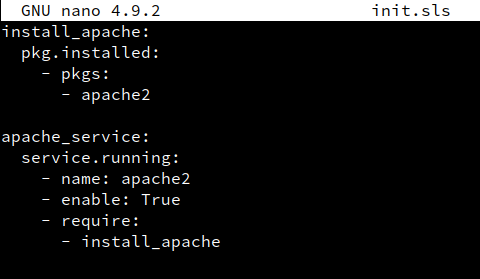 GNU nano 4.9.2 init.sls
install_apache:
  pkg.installed:
    - pkgs:
      - apache2

apache_service:
  service.running:
    - name: apache2
    - enable: True
    - require:
      - install_apache